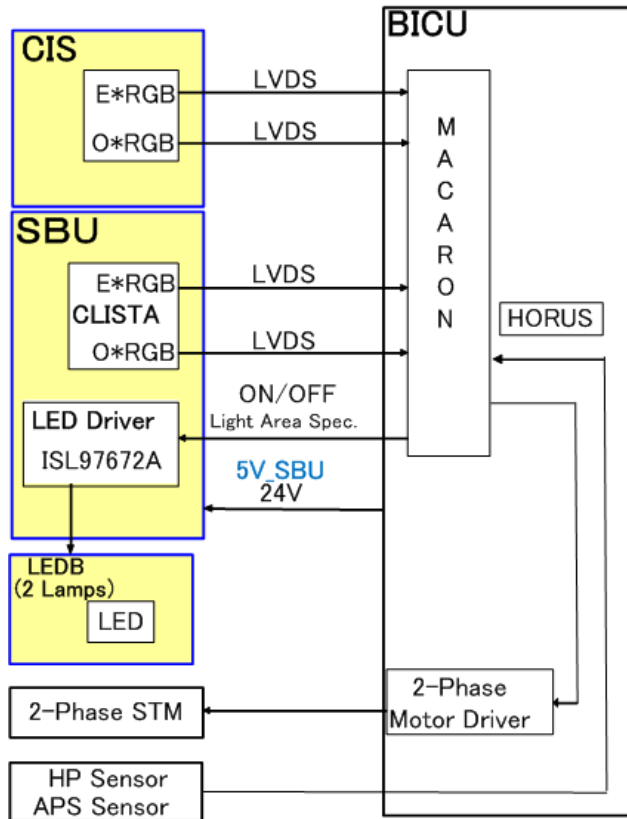 CIS
E*RGB
O*RGB
LVDS
LVDS
BICU
MACARON
SBU
E*RGB
CLISTA
O*RGB
LVDS
LVDS
HORUS
ON/OFF
Light Area Spec.
LED Driver
ISL97672A
5V_SBU
24V
LEDB
(2 Lamps)
LED
2-Phase STM
2-Phase
Motor Driver
HP Sensor
APS Sensor